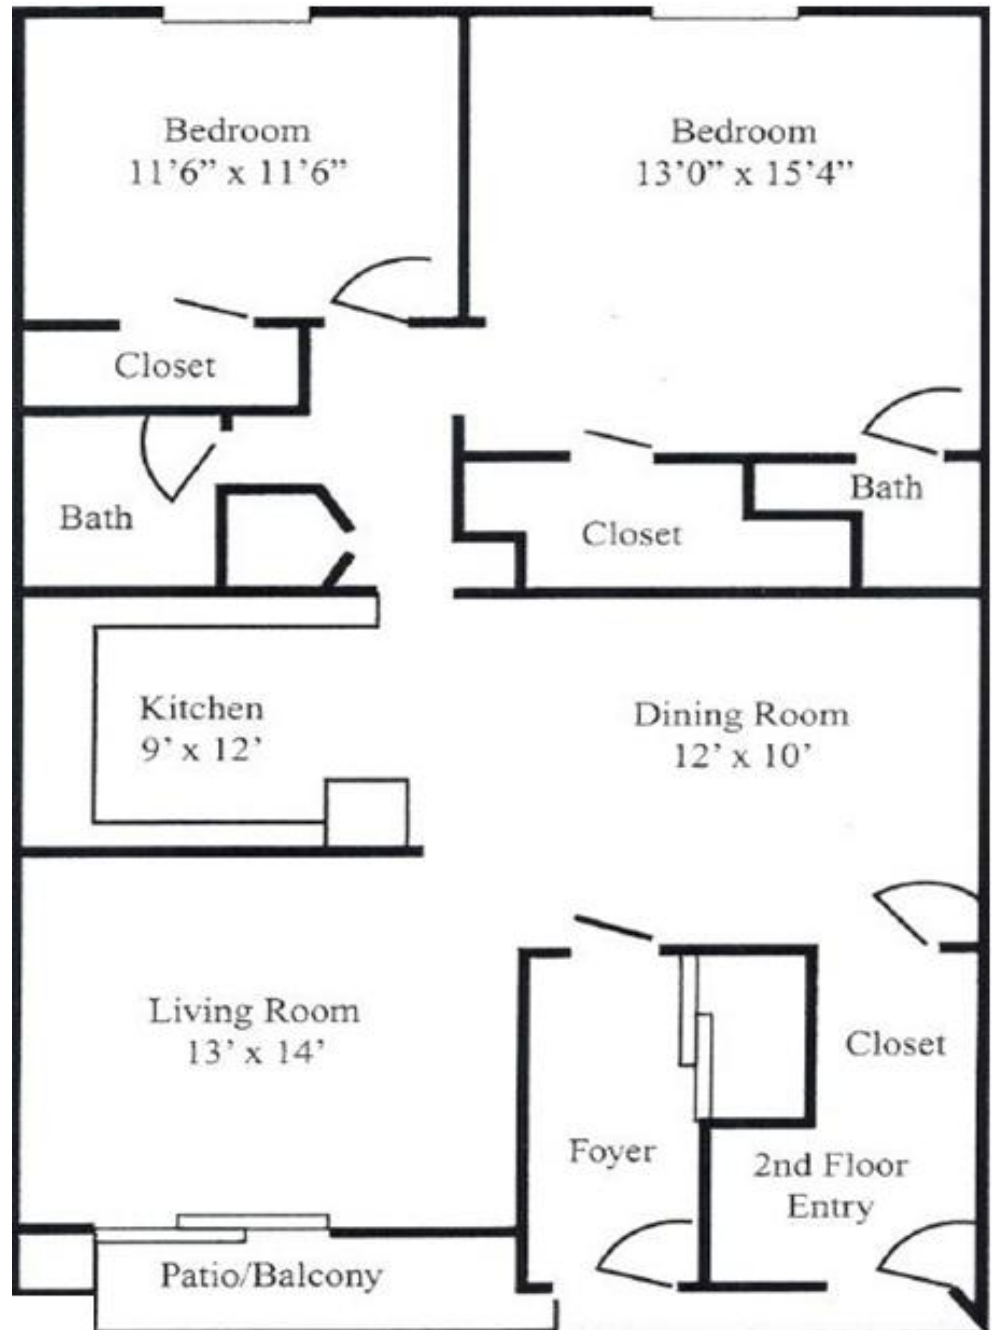 Bedroom
11’6” x 11’6”
Bedroom
13’0” x 15’4”
Closet
Bath
Closet
Bath
Kitchen
9’ x 12’
Dining Room
12’ x 10’
Living Room
13’ x 14’
Closet
Foyer
2nd Floor
Entry
Patio/Balcony